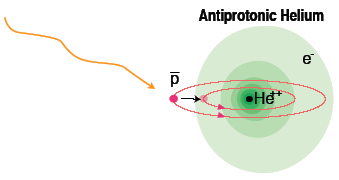 Antiprotonic Helium
e-
p̅
He++